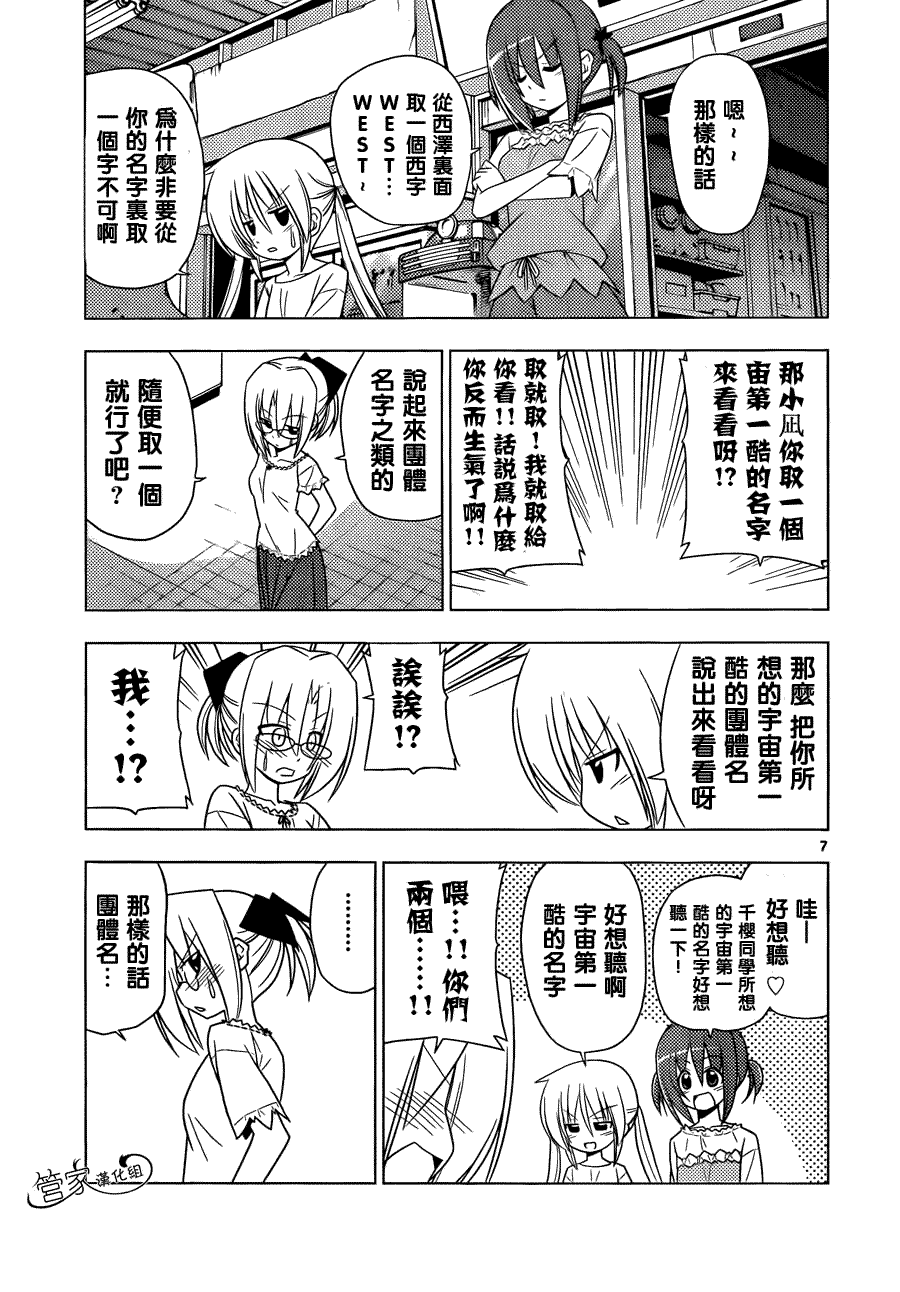 嗯~~
那樣的話
從西澤裏面
取一個西字
WEST…
WEST~
爲什麼非要從
你的名字裏取
一個字不可啊
那小凪你取一個
宙第一酷的名字
來看看呀!?
取就取！我就取給
你看!!話説爲什麼
你反而生氣了啊!!
說起來團體
名字之類的
隨便取一個
就行了吧？
那麼 把你所
想的宇宙第一
酷的團體名
說出來看看呀
誒誒!?
我…!?
7
哇—
好想聽♡
千櫻同學所想
的宇宙第一
酷的名字好想
聽一下！
好想聽啊
宇宙第一
酷的名字
喂…!!你們
兩個……!!
………
那樣的話
團體名…
管家漢化組